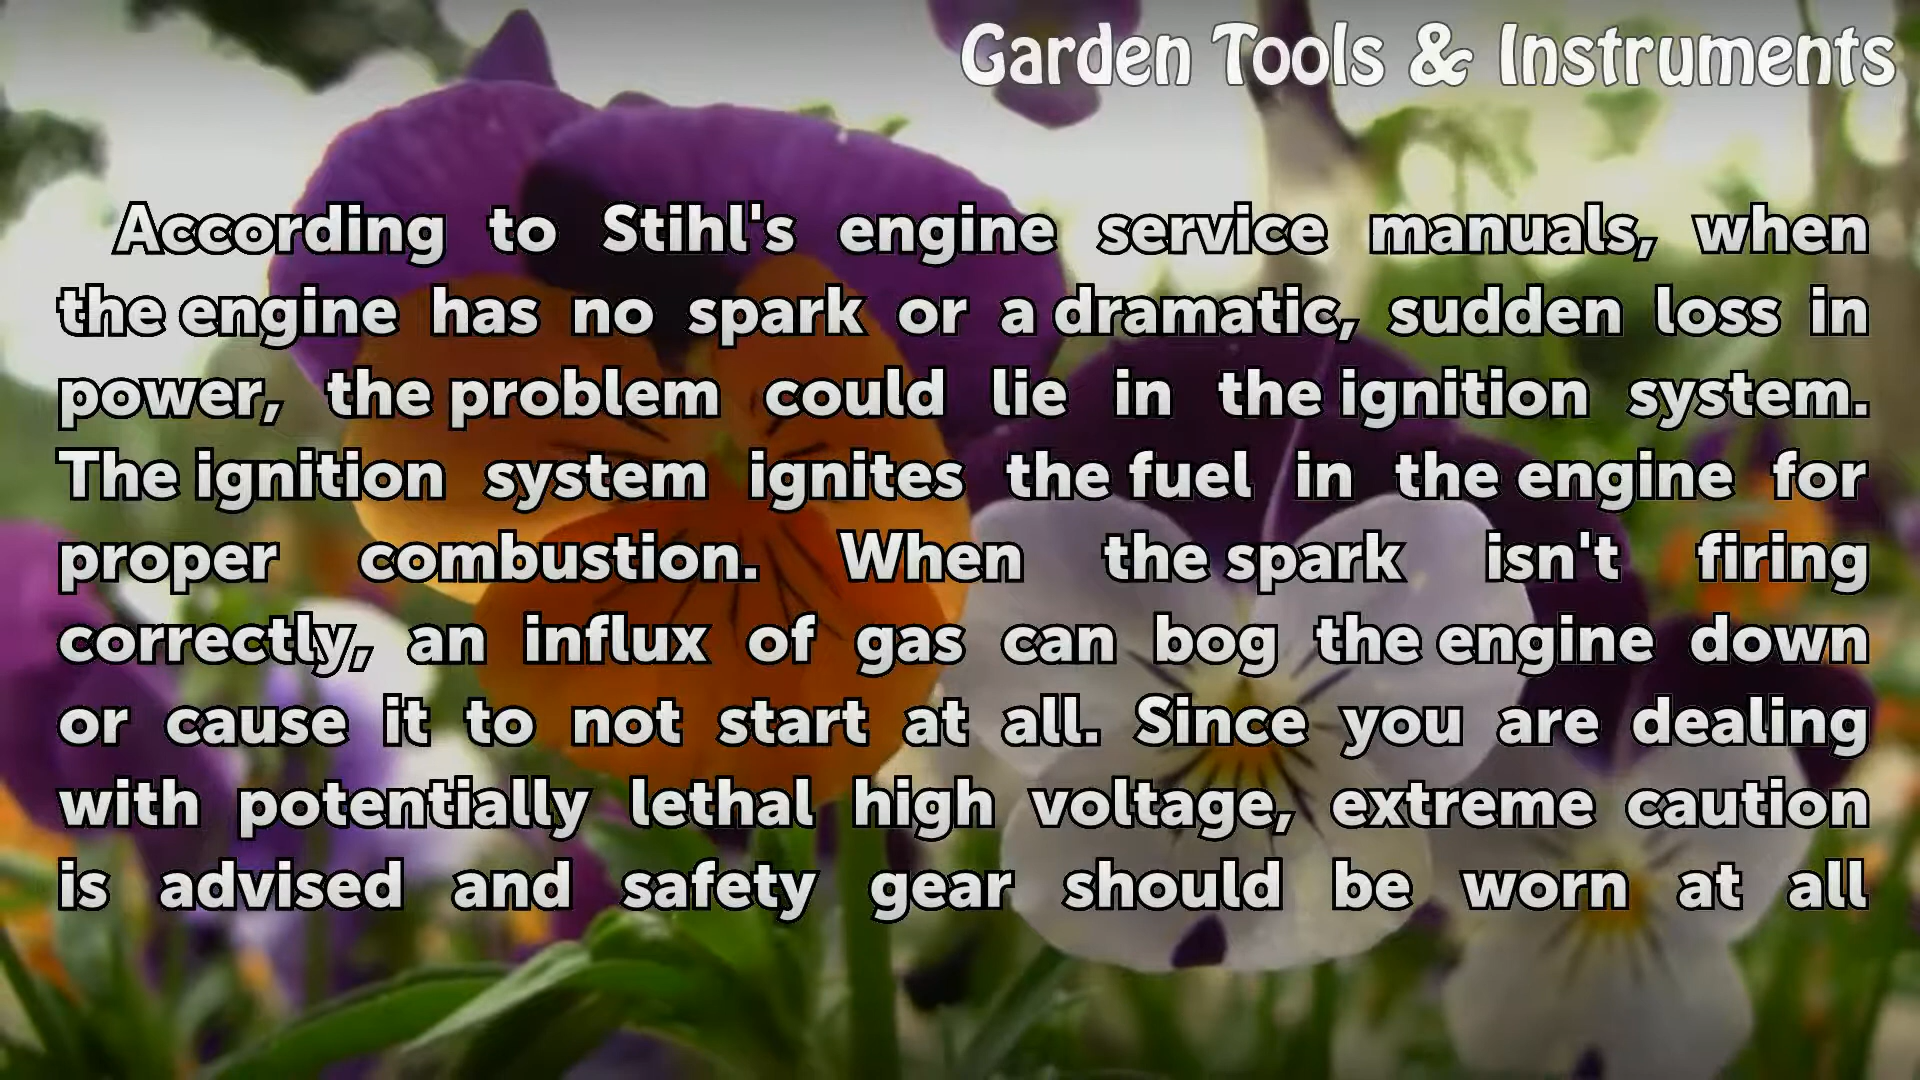 Garden Tools & Instruments
According to Stihl's engine service manuals, when
the engine has no spark or a dramatic, sudden loss in
power, the problem could lie in the ignition system.
The ignition system ignites the fuel in the engine for
proper combustion. When the spark isn't firing
correctly, an influx of gas can bog the engine down
or cause it to not start at all. Since you are dealing
with potentially lethal high voltage, extreme caution
is advised and safety gear should be worn at all